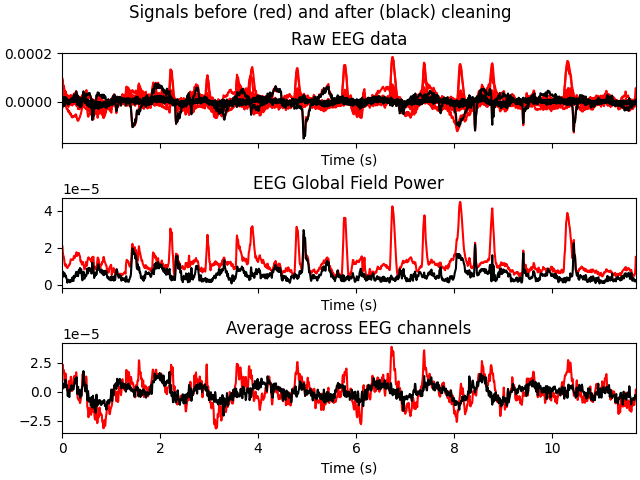 Signals before (red) and after (black) cleaning
Raw EEG data
0.0002
0.0000
Time (s)
EEG Global Field Power
1e−5
4
2
0
Time (s)
Average across EEG channels
1e−5
2.5
0.0
−2.5
0 2 4 6 8 10
Time (s)